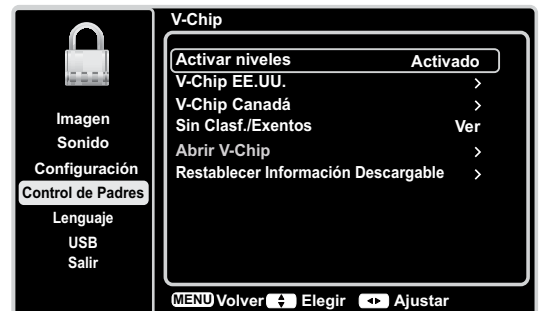 V-Chip
Activar niveles Activado
V-Chip EE.UU. >
V-Chip Canadá >
Sin Clasf./Exentos Ver
Abrir V-Chip >
Restablecer Información Descargable >
Imagen
Sonido
Configuración
Control de Padres
Lenguaje
USB
Salir
MENU Volver Elegir Ajustar